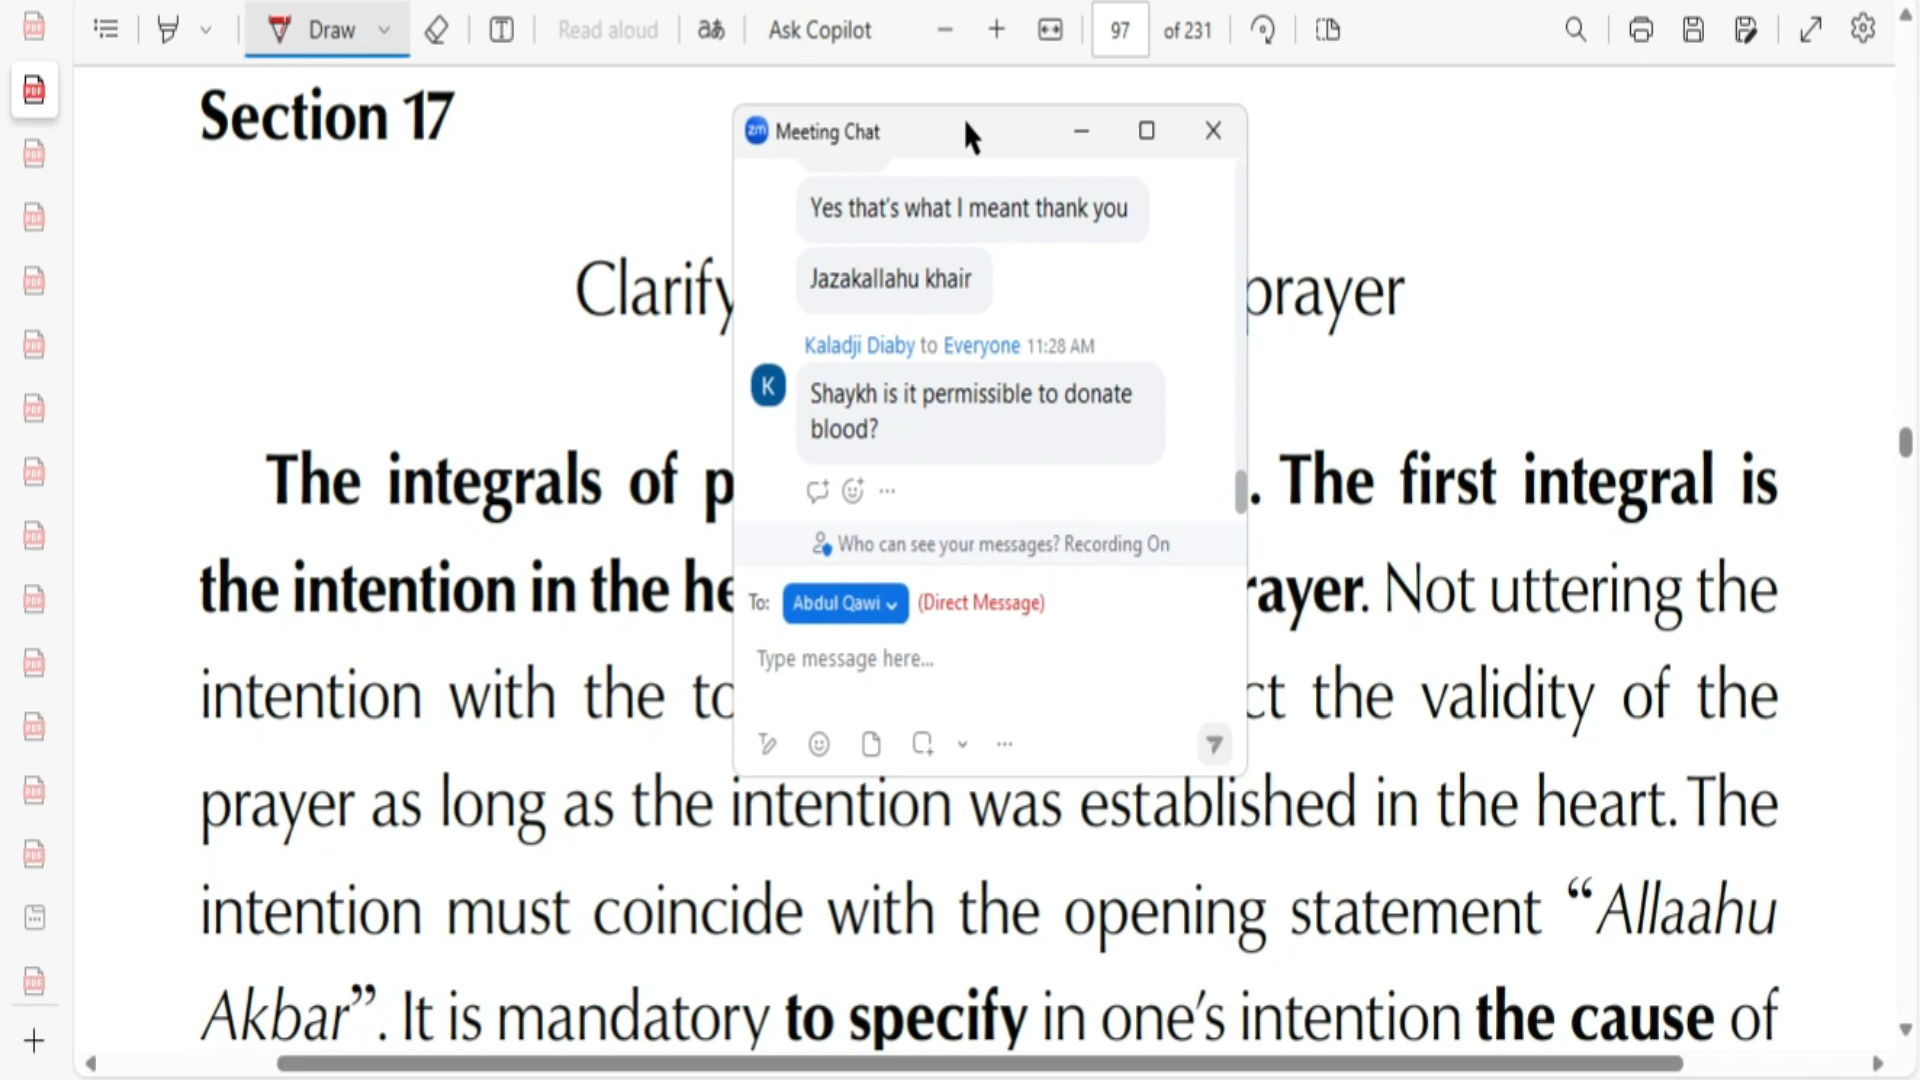 Draw
Read aloud
aあ
Ask Copilot
97
of 231
Section 17
Meeting Chat
Yes that's what I meant thank you
Jazakallahu khair
Kaladji Diaby to Everyone 11:28 AM
K
Shaykh is it permissible to donate
blood?
Who can see your messages? Recording On
To: Abdul Qawi (Direct Message)
Type message here...
Clarify prayer
The integrals of p . The first integral is
the intention in the he rayer. Not uttering the
intention with the to ct the validity of the
prayer as long as the intention was established in the heart. The
intention must coincide with the opening statement “Allaahu
Akbar”. It is mandatory to specify in one’s intention the cause of